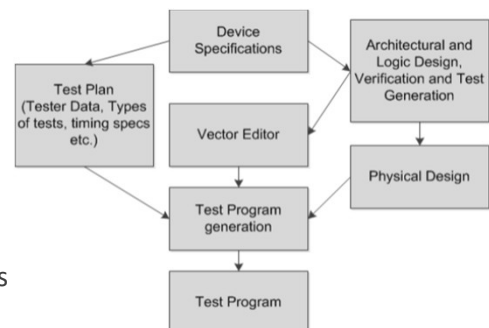 Device
Specifications
Architectural and
Logic Design,
Verification and Test
Generation
Test Plan
(Tester Data, Types
of tests, timing specs
etc.)
Vector Editor
Physical Design
Test Program
generation
s
Test Program